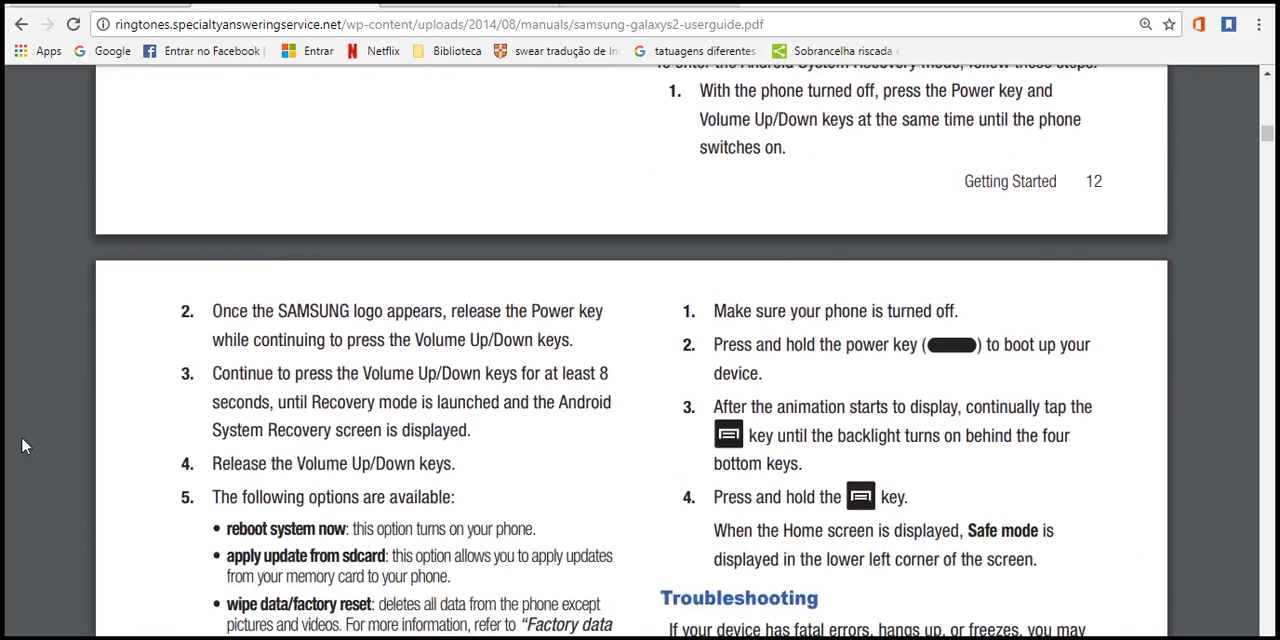 ringtones.specialtyansweringservice.net/wp-content/uploads/2014/08/manuals/samsung-galaxys2-userguide.pdf
Apps Google Entrar no Facebook Entrar Netflix Biblioteca swear tradução de In tatuagens diferentes Sobrancelha riscada
To enter the Android System Recovery Mode, follow these steps:
1. With the phone turned off, press the Power key and
Volume Up/Down keys at the same time until the phone
switches on.
Getting Started 12
2. Once the SAMSUNG logo appears, release the Power key
while continuing to press the Volume Up/Down keys.
3. Continue to press the Volume Up/Down keys for at least 8
seconds, until Recovery mode is launched and the Android
System Recovery screen is displayed.
4. Release the Volume Up/Down keys.
5. The following options are available:
• reboot system now: this option turns on your phone.
• apply update from sdcard: this option allows you to apply updates
from your memory card to your phone.
• wipe data/factory reset: deletes all data from the phone except
pictures and videos. For more information, refer to "Factory data
1. Make sure your phone is turned off.
2. Press and hold the power key ( ) to boot up your
device.
3. After the animation starts to display, continually tap the
key until the backlight turns on behind the four
bottom keys.
4. Press and hold the key.
When the Home screen is displayed, Safe mode is
displayed in the lower left corner of the screen.
Troubleshooting
If your device has fatal errors, hangs up, or freezes, you may